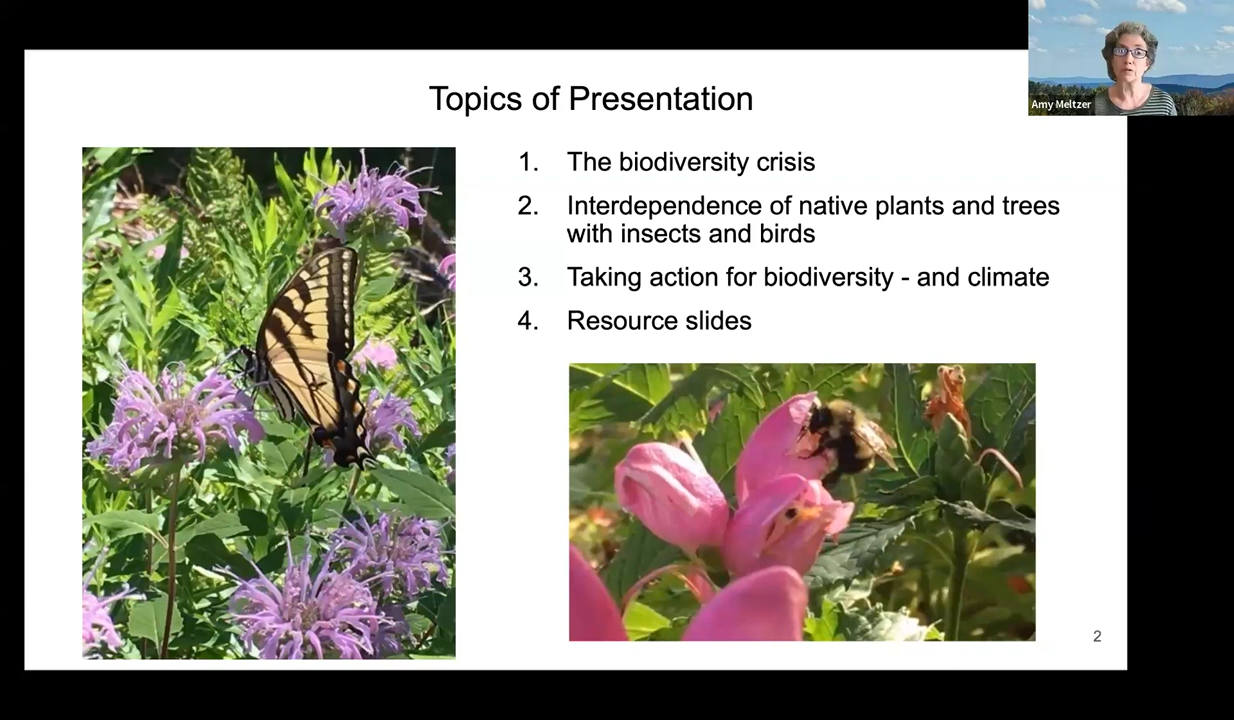 Topics of Presentation
Amy Meltzer
1. The biodiversity crisis
2. Interdependence of native plants and trees
with insects and birds
3. Taking action for biodiversity - and climate
4. Resource slides
2